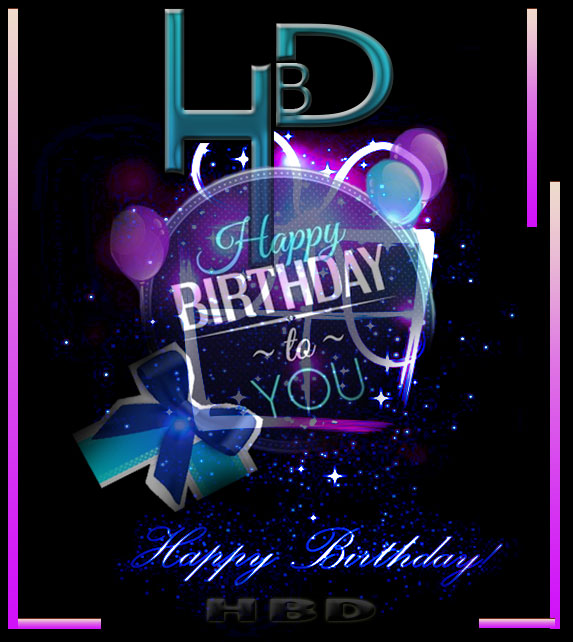 HBD
Happy
BIRTHDAY
~ to ~
YOU
Happy Birthday!
HBD